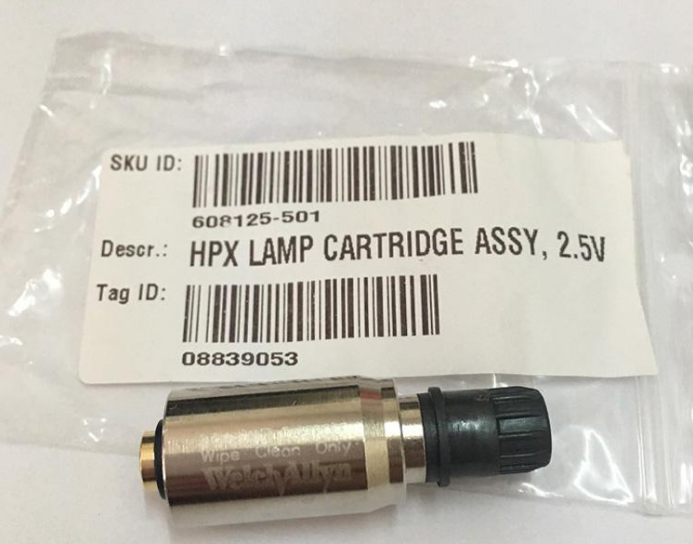 SKU ID:
608125-501
Descr.: HPX LAMP CARTRIDGE ASSY, 2.5V
Tag ID:
08839053
Wipe Clean Only
WelchAllyn